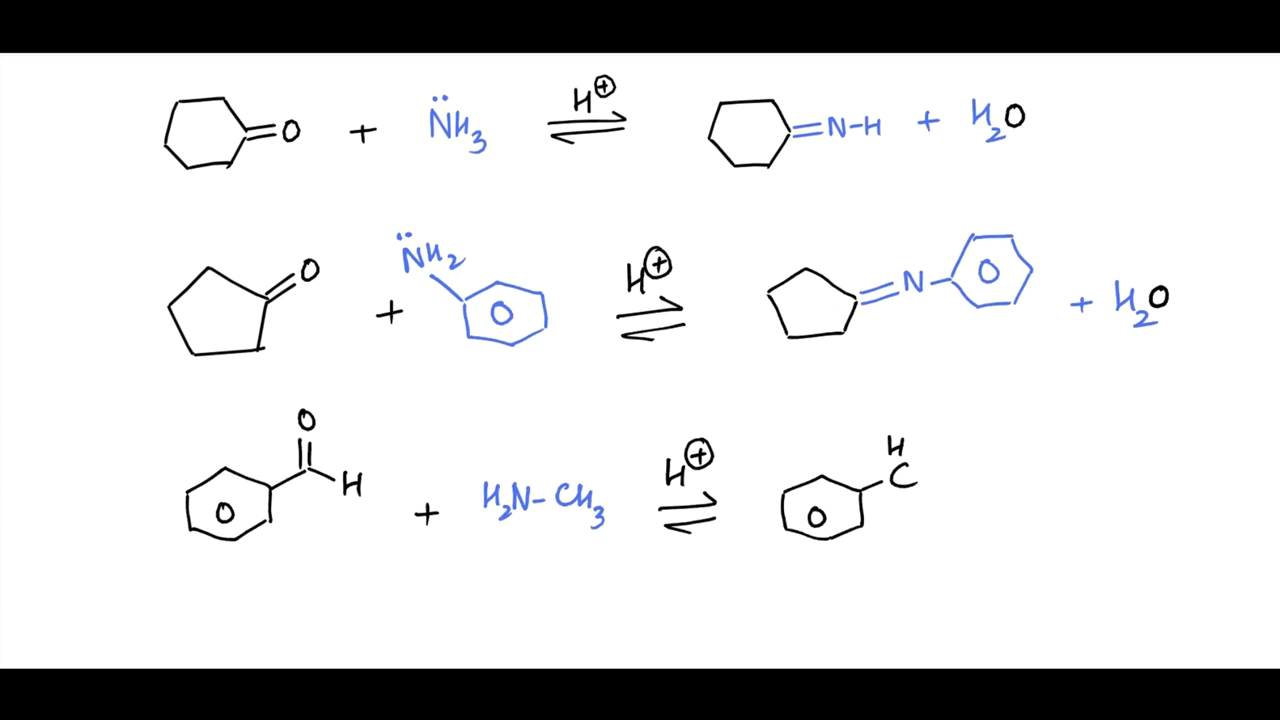 =O + N̈H₃ ⇌ H⊕ =N-H + H₂O
O + N̈H₂ O ⇌ H⊕ =N- O + H₂O
O H O + H₂N-CH₃ ⇌ H⊕ O H C